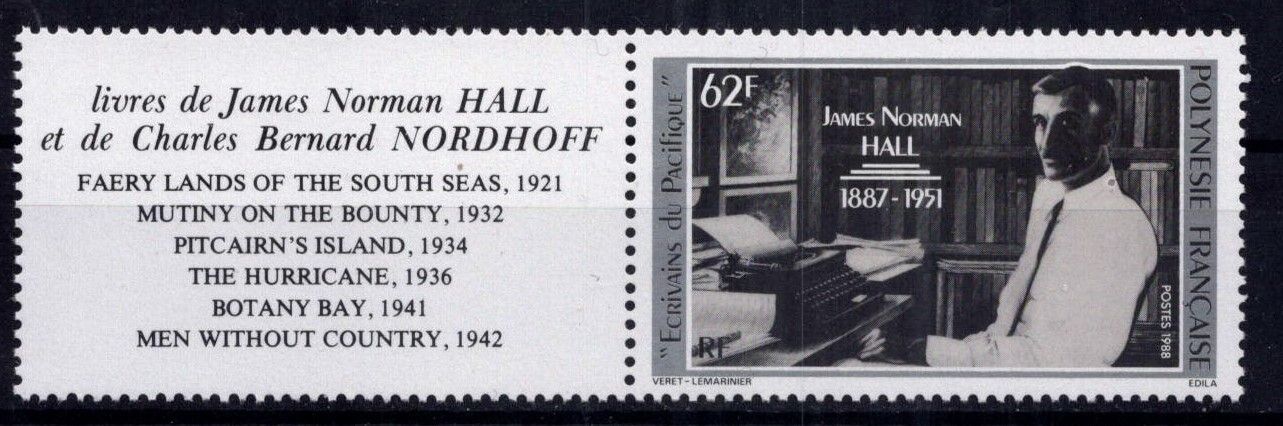 livres de James Norman HALL
et de Charles Bernard NORDHOFF
FAERY LANDS OF THE SOUTH SEAS, 1921
MUTINY ON THE BOUNTY, 1932
PITCAIRN'S ISLAND, 1934
THE HURRICANE, 1936
BOTANY BAY, 1941
MEN WITHOUT COUNTRY, 1942
62F
"ECRIVAINS DU PACIFIQUE"
JAMES NORMAN
HALL
1887-1951
POLYNESIE FRANÇAISE
POSTES 1988
RF
VERET-LEMARINIER
EDILA